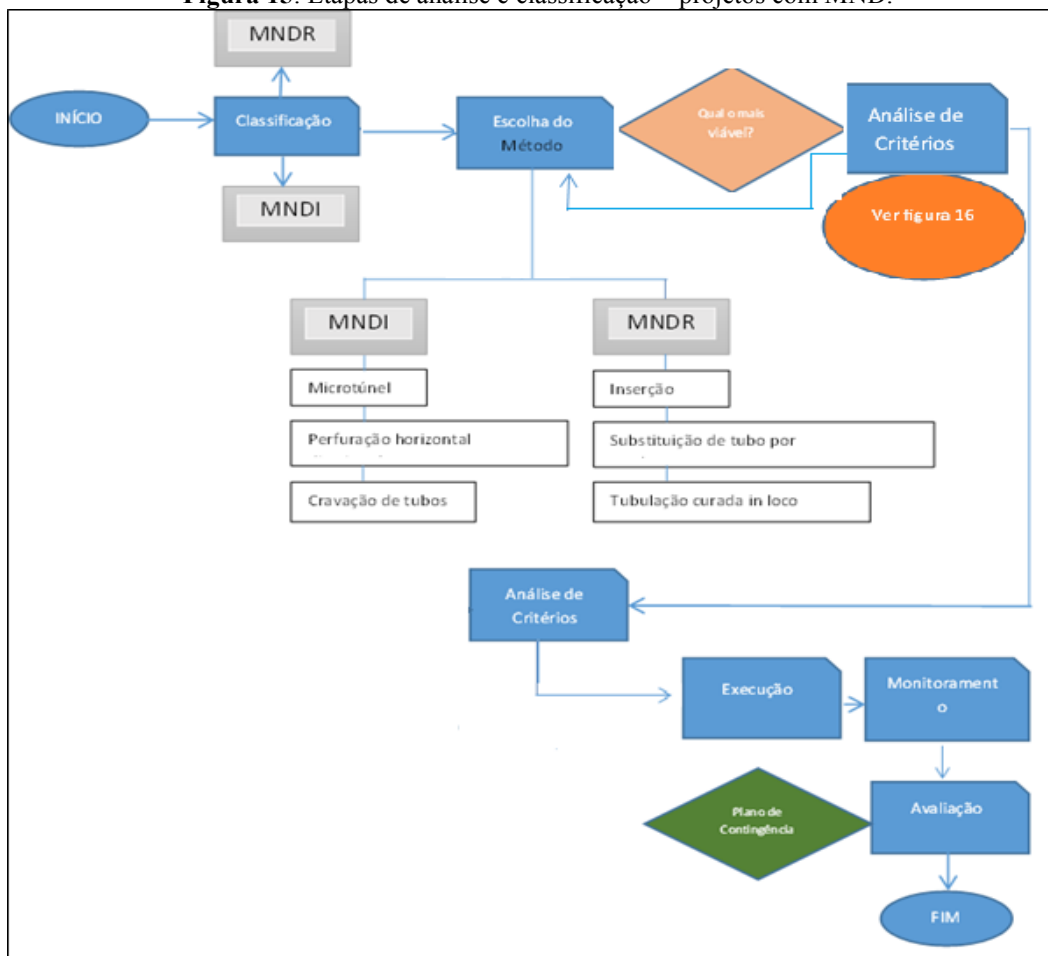 Figura 15. Etapas de análise e classificação – projetos com MND.
MNDR
INÍCIO
Classificação
Escolha do
Método
Qual o mais
viável?
Análise de
Critérios
MNDI
Ver figura 16
MNDI
MNDR
Microtúnel
Inserção
Perfuração horizontal
Substituição de tubo por
Cravação de tubos
Tubulação curada in loco
Análise de
Critérios
Execução
Monitorament
o
Plano de
Contingência
Avaliação
FIM